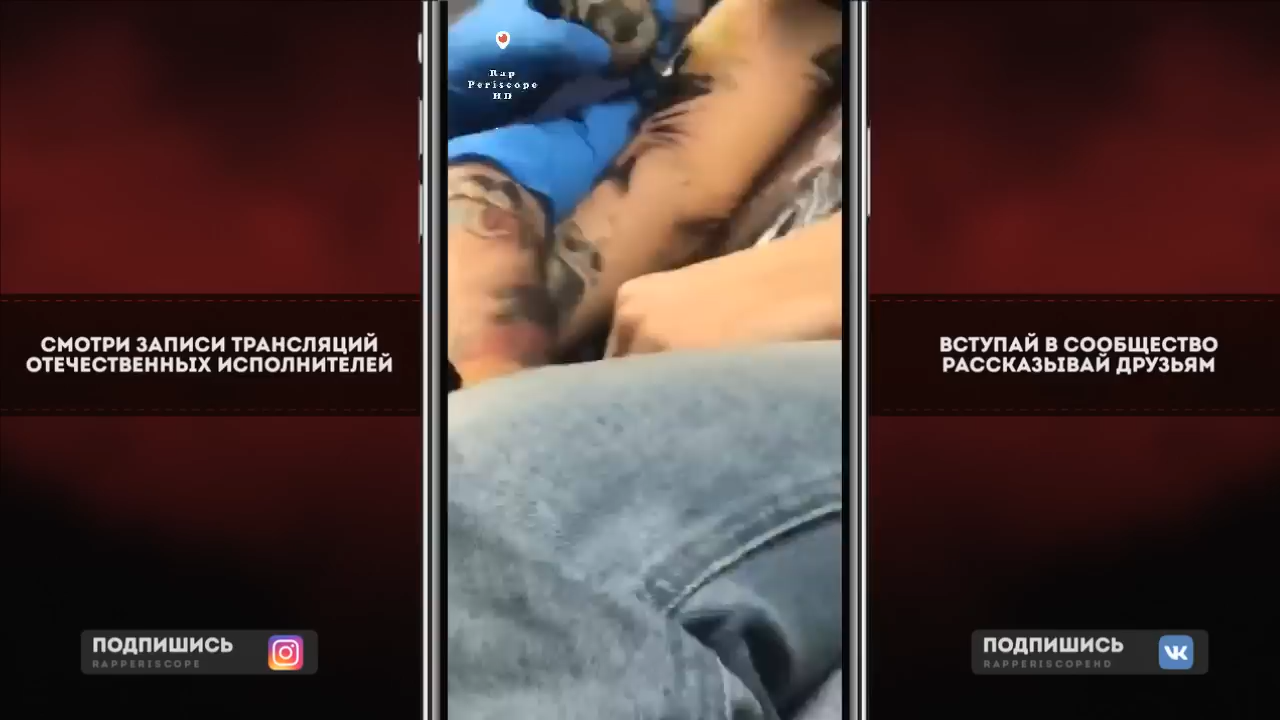 Rap
Periscope
HD
СМОТРИ ЗАПИСИ ТРАНСЛЯЦИЙ
ОТЕЧЕСТВЕННЫХ ИСПОЛНИТЕЛЕЙ
ВСТУПАЙ В СООБЩЕСТВО
РАССКАЗЫВАЙ ДРУЗЬЯМ
ПОДПИШИСЬ
RAPPERISCOPE
ПОДПИШИСЬ
RAPPERISCOPEHD